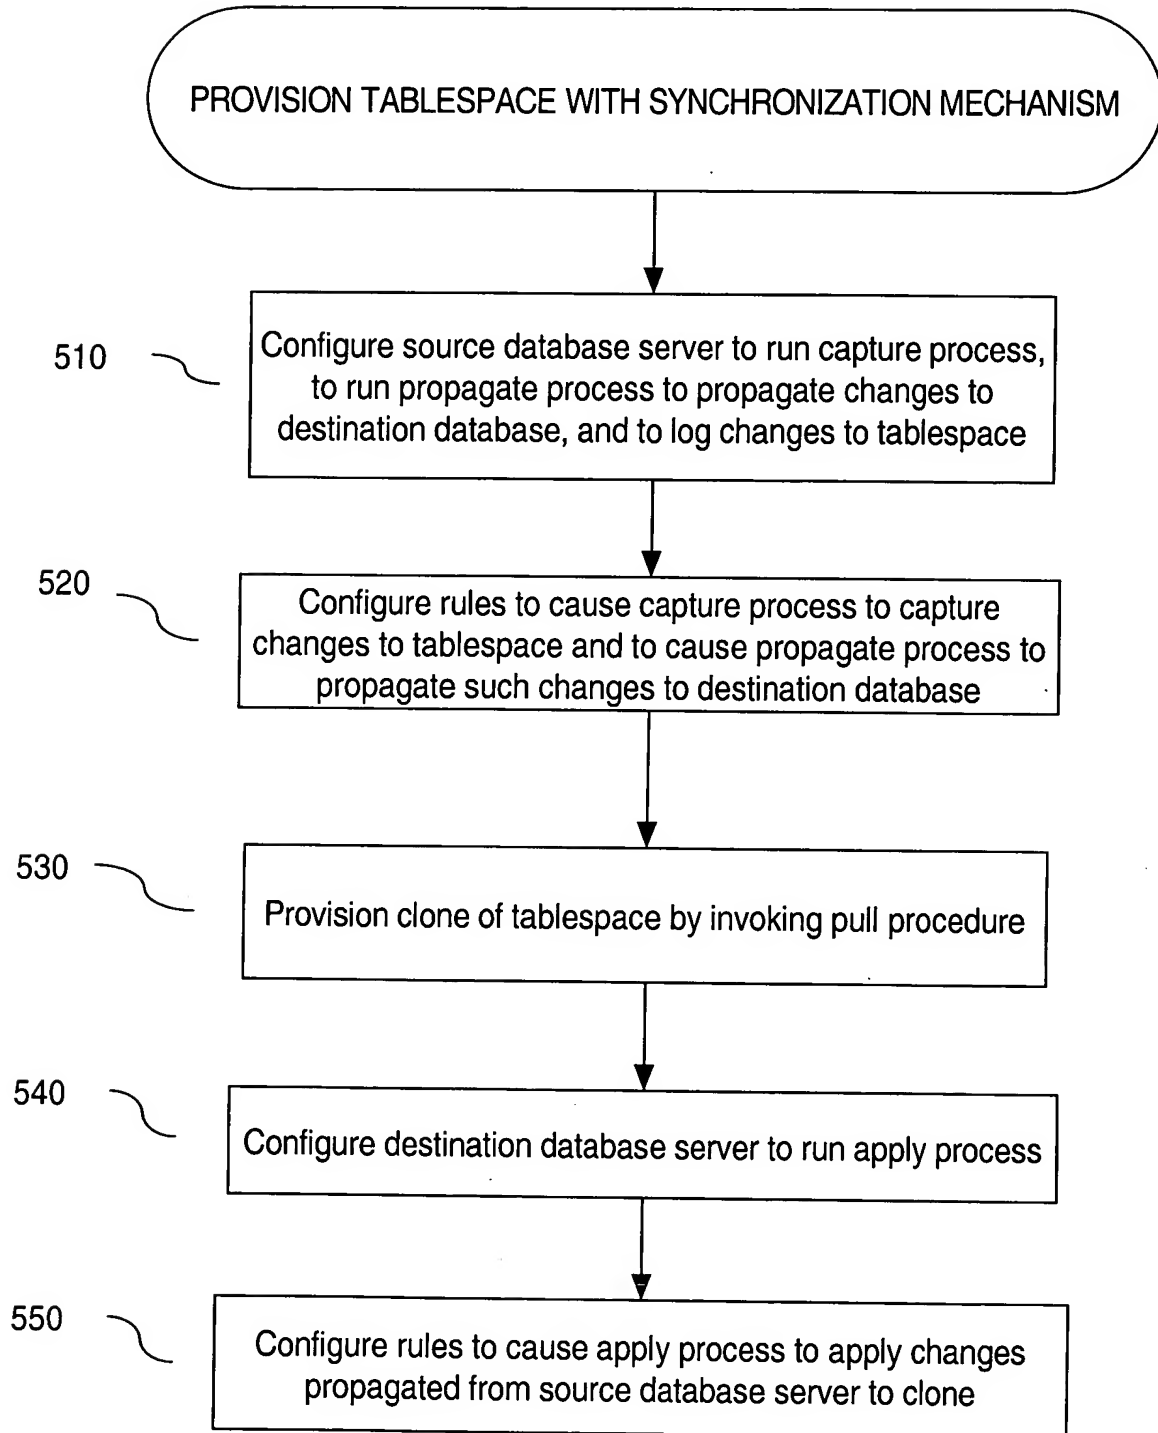 PROVISION TABLESPACE WITH SYNCHRONIZATION MECHANISM
510
Configure source database server to run capture process,
to run propagate process to propagate changes to
destination database, and to log changes to tablespace
520
Configure rules to cause capture process to capture
changes to tablespace and to cause propagate process to
propagate such changes to destination database
530
Provision clone of tablespace by invoking pull procedure
540
Configure destination database server to run apply process
550
Configure rules to cause apply process to apply changes
propagated from source database server to clone